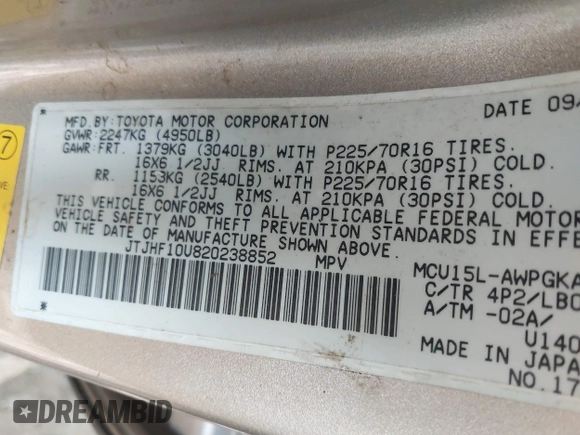 MFD.BY:TOYOTA MOTOR CORPORATION DATE 09/
GVWR:2247KG (4950LB)
GAWR:FRT. 1379KG (3040LB) WITH P225/70R16 TIRES.
16X6 1/2JJ RIMS. AT 210KPA (30PSI) COLD.
RR. 1153KG (2540LB) WITH P225/70R16 TIRES.
16X6 1/2JJ RIMS. AT 210KPA (30PSI) COLD.
THIS VEHICLE CONFORMS TO ALL APPLICABLE FEDERAL MOTOR
VEHICLE SAFETY AND THEFT PREVENTION STANDARDS IN EFFE
ON THE DATE OF MANUFACTURE SHOWN ABOVE.
JTJHF10U820238852 MPV
MCU15L-AWPGKA
C/TR 4P2/LBO
A/TM -02A/
U140
MADE IN JAPA
NO.17
7
DREAMBID